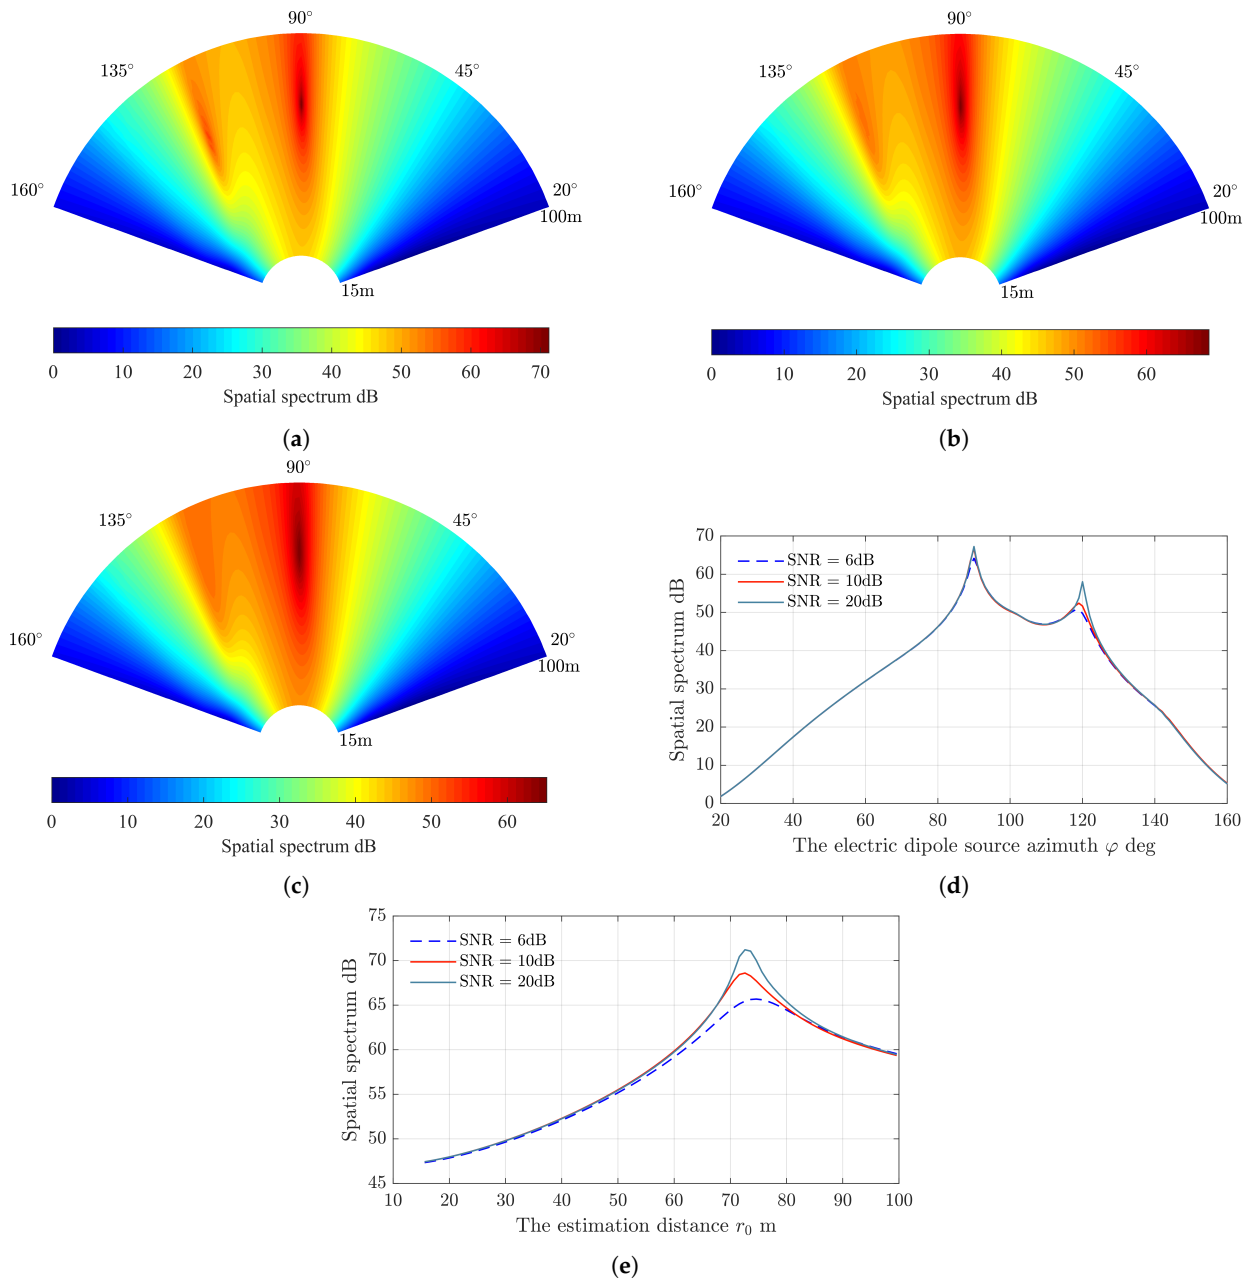 90°
135°
45°
160°
20°
100m
15m
0 10 20 30 40 50 60 70
Spatial spectrum dB
(a)
90°
135°
45°
160°
20°
100m
15m
0 10 20 30 40 50 60
Spatial spectrum dB
(b)
90°
135°
45°
160°
20°
100m
15m
0 10 20 30 40 50 60
Spatial spectrum dB
(c)
70
60
50
40
30
20
10
0
Spatial spectrum dB
SNR = 6dB
SNR = 10dB
SNR = 20dB
20 40 60 80 100 120 140 160
The electric dipole source azimuth φ deg
(d)
75
70
65
60
55
50
45
Spatial spectrum dB
SNR = 6dB
SNR = 10dB
SNR = 20dB
10 20 30 40 50 60 70 80 90 100
The estimation distance r₀ m
(e)